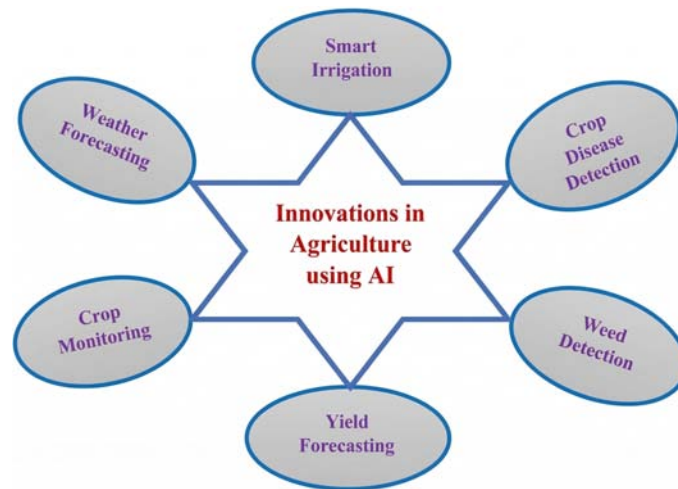 Smart
Irrigation
Weather
Forecasting
Crop
Disease
Detection
Innovations in
Agriculture
using AI
Crop
Monitoring
Weed
Detection
Yield
Forecasting